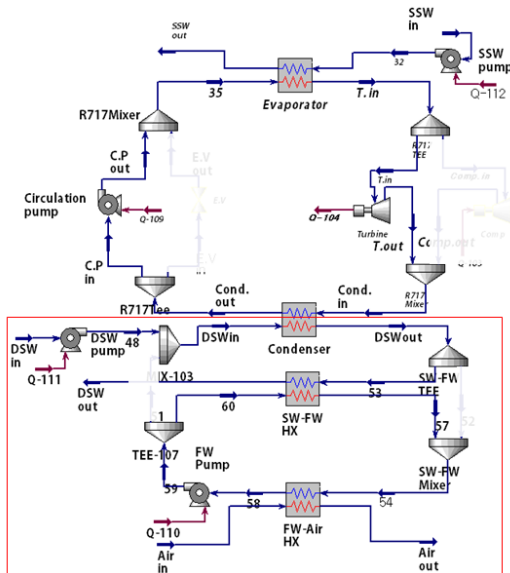 SSW
in
SSW
out
32
SSW
pump
35
Evaporator
T.in
Q-112
R717Mixer
R717
TEE
C.P
out
E.V
out
Comp.in
T.in
Circulation
pump
E.V
Q-109
Q-104
Turbine
Comp
T.out
Comp.out
C.P
in
E.V
Cond.
out
Cond.
in
R717Tee
R717
Mixer
DSW
in
DSW
pump
48
DSWin
Condenser
DSWout
Q-111
DSW
out
MIX-103
SW-FW
TEE
60
53
SW-FW
HX
57
52
1
TEE-107
FW
Pump
SW-FW
Mixer
59
58
54
Q-110
Air
in
FW-Air
HX
Air
out